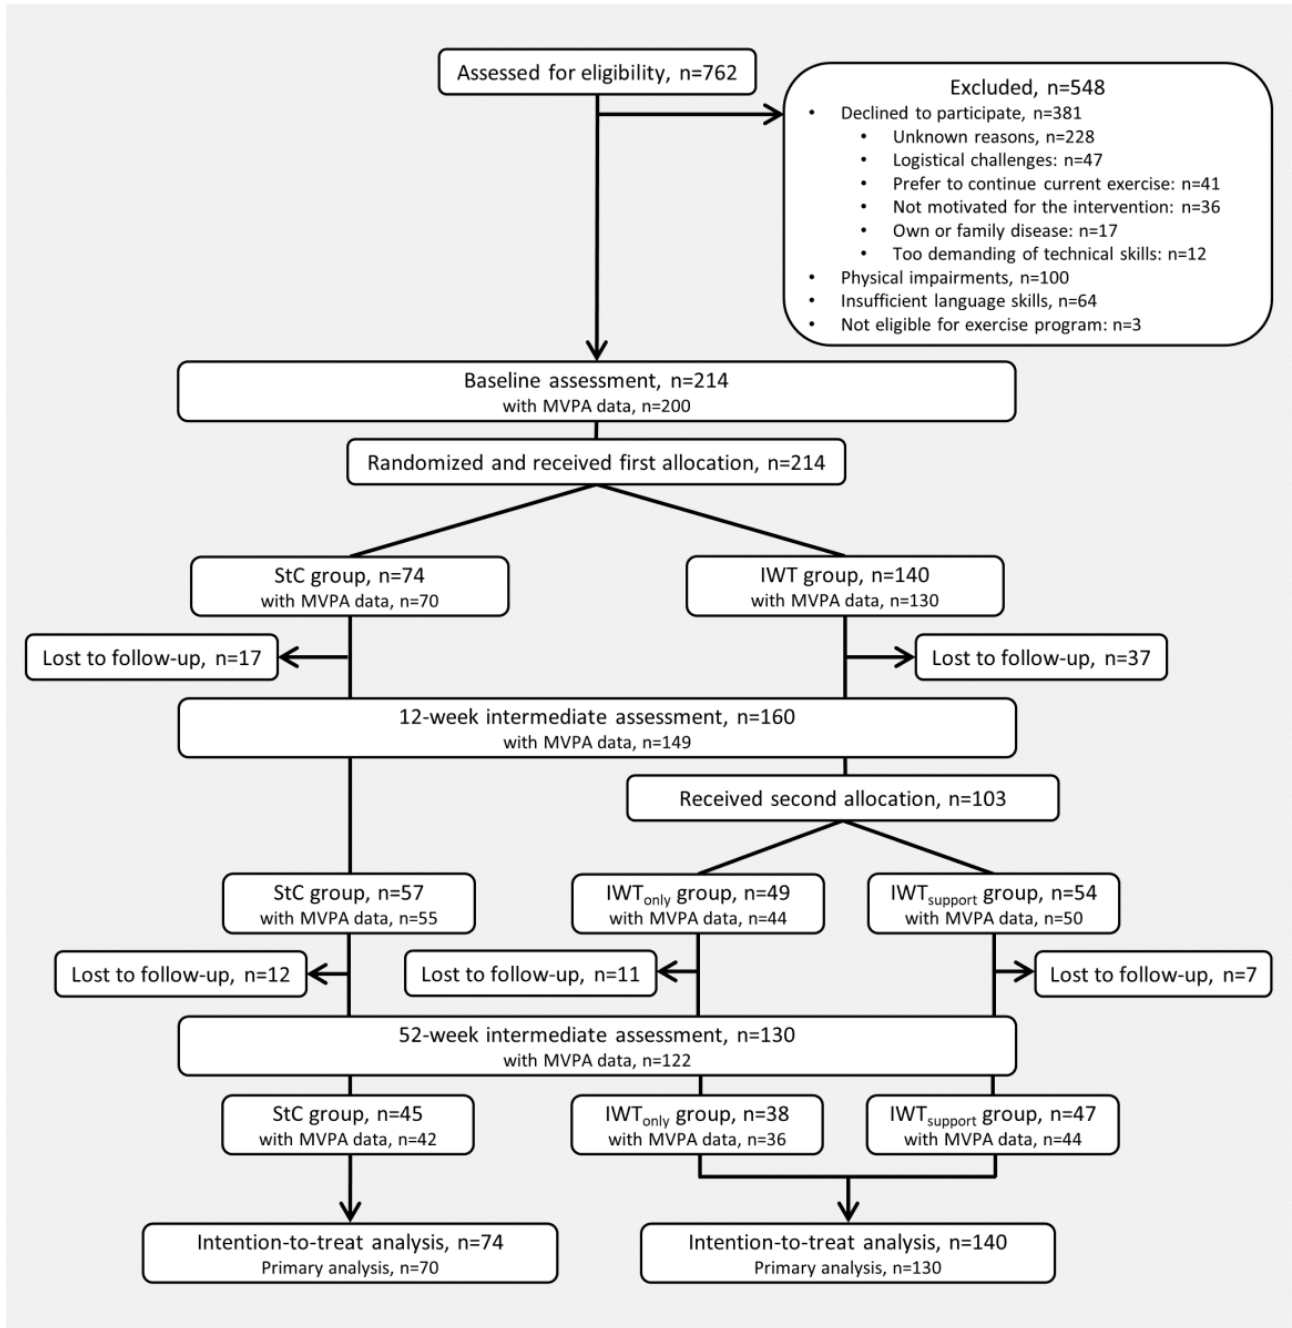 Assessed for eligibility, n=762
Excluded, n=548
• Declined to participate, n=381
• Unknown reasons, n=228
• Logistical challenges: n=47
• Prefer to continue current exercise: n=41
• Not motivated for the intervention: n=36
• Own or family disease: n=17
• Too demanding of technical skills: n=12
• Physical impairments, n=100
• Insufficient language skills, n=64
• Not eligible for exercise program: n=3
Baseline assessment, n=214
with MVPA data, n=200
Randomized and received first allocation, n=214
StC group, n=74
with MVPA data, n=70
IWT group, n=140
with MVPA data, n=130
Lost to follow-up, n=17
Lost to follow-up, n=37
12-week intermediate assessment, n=160
with MVPA data, n=149
Received second allocation, n=103
StC group, n=57
with MVPA data, n=55
IWTonly group, n=49
with MVPA data, n=44
IWTsupport group, n=54
with MVPA data, n=50
Lost to follow-up, n=12
Lost to follow-up, n=11
Lost to follow-up, n=7
52-week intermediate assessment, n=130
with MVPA data, n=122
StC group, n=45
with MVPA data, n=42
IWTonly group, n=38
with MVPA data, n=36
IWTsupport group, n=47
with MVPA data, n=44
Intention-to-treat analysis, n=74
Primary analysis, n=70
Intention-to-treat analysis, n=140
Primary analysis, n=130